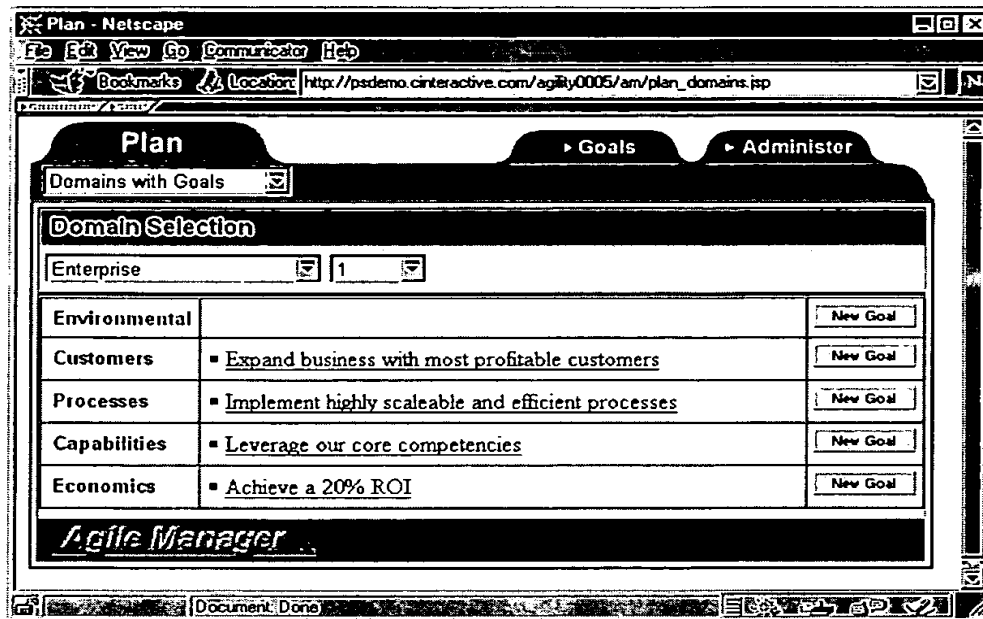 Plan - Netscape
File Edit View Go Communicator Help
Bookmarks Location: http://psdemo.cinteractive.com/agility0005/am/plan_domains.jsp N
Plan ▸ Goals ▸ Administer
Domains with Goals
Domain Selection
Enterprise 1
Environmental New Goal
Customers ▪ Expand business with most profitable customers New Goal
Processes ▪ Implement highly scaleable and efficient processes New Goal
Capabilities ▪ Leverage our core competencies New Goal
Economics ▪ Achieve a 20% ROI New Goal
Agile Manager
Document: Done